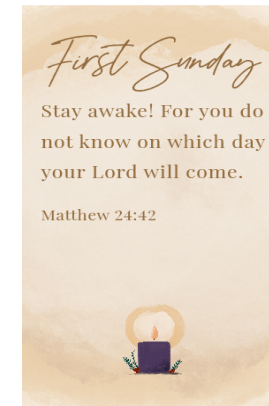 First Sunday
Stay awake! For you do
not know on which day
your Lord will come.
Matthew 24:42